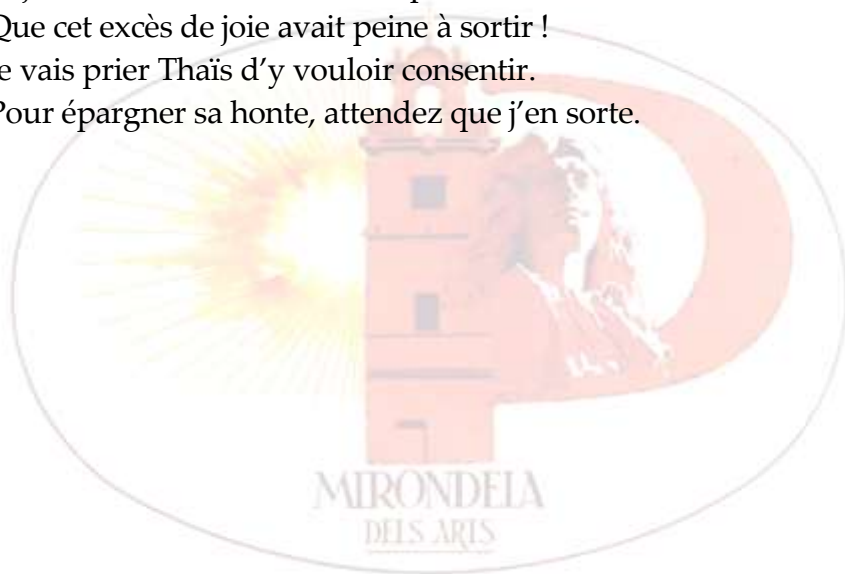 Que cet excès de joie avait peine à sortir !
e vais prier Thaïs d'y vouloir consentir.
Pour épargner sa honte, attendez que j'en sorte.
MIRONDELA
DELS ARTS